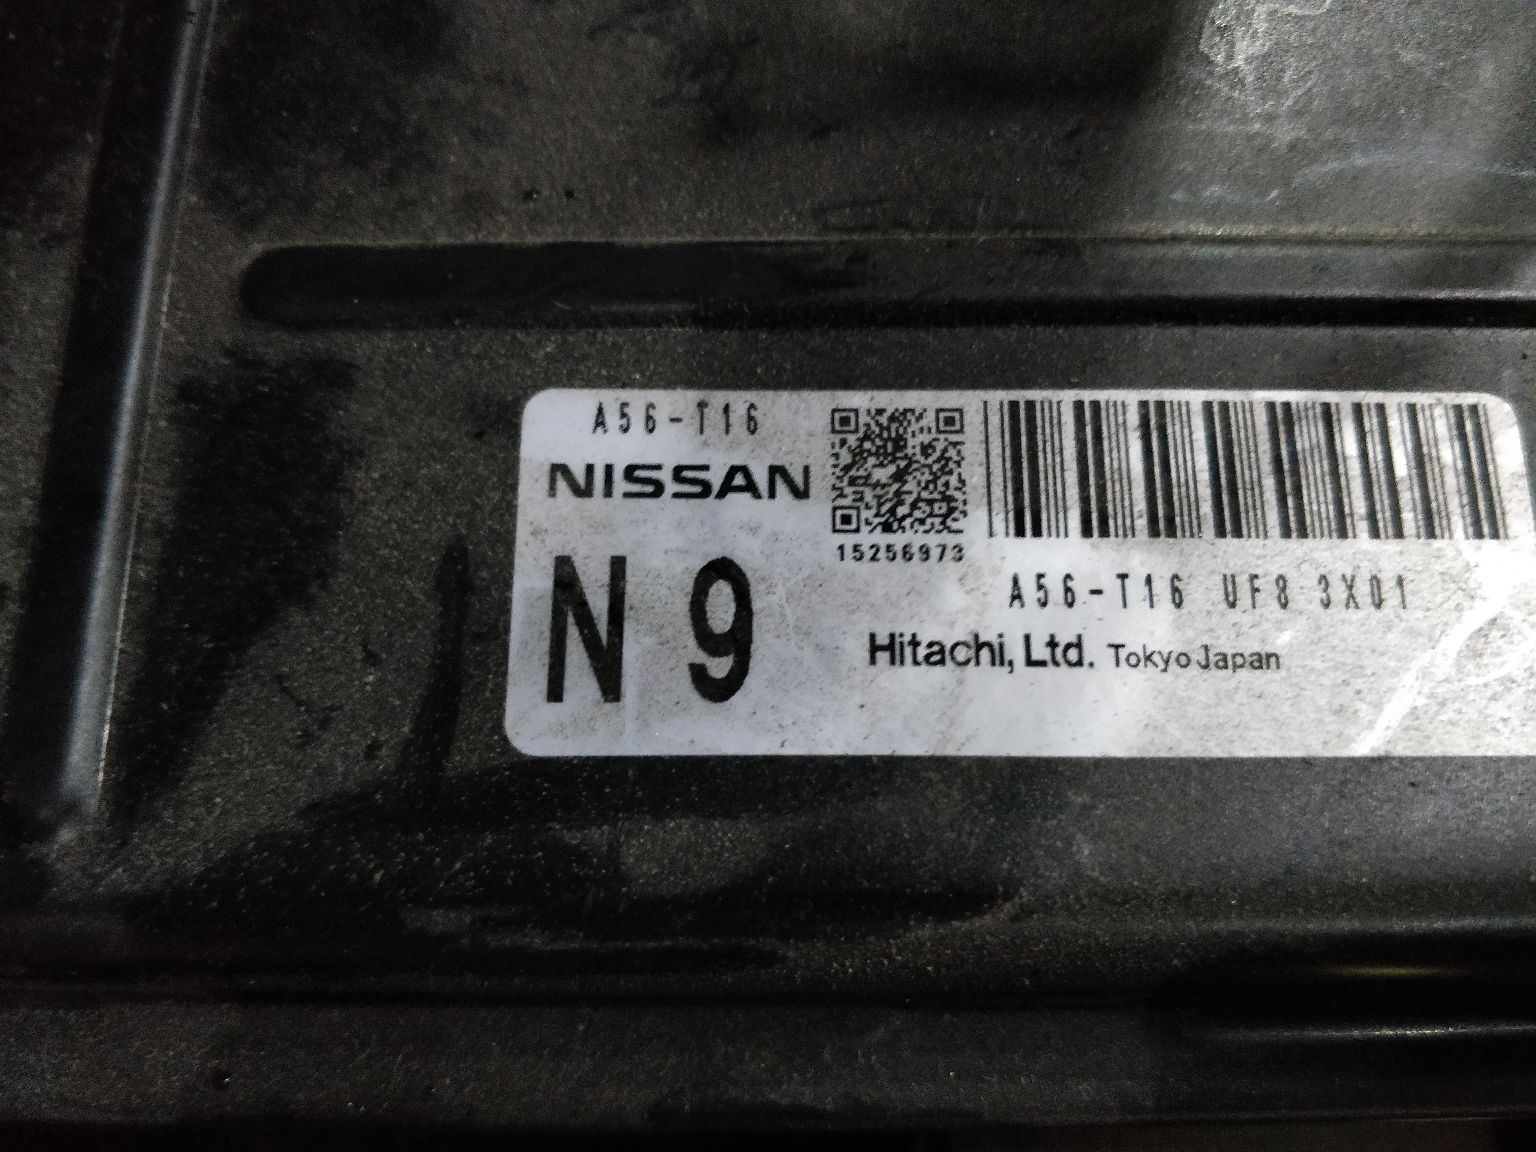 A56-T16
NISSAN
N 9
15256973
A56-T16 UF8 3X01
Hitachi, Ltd. Tokyo Japan